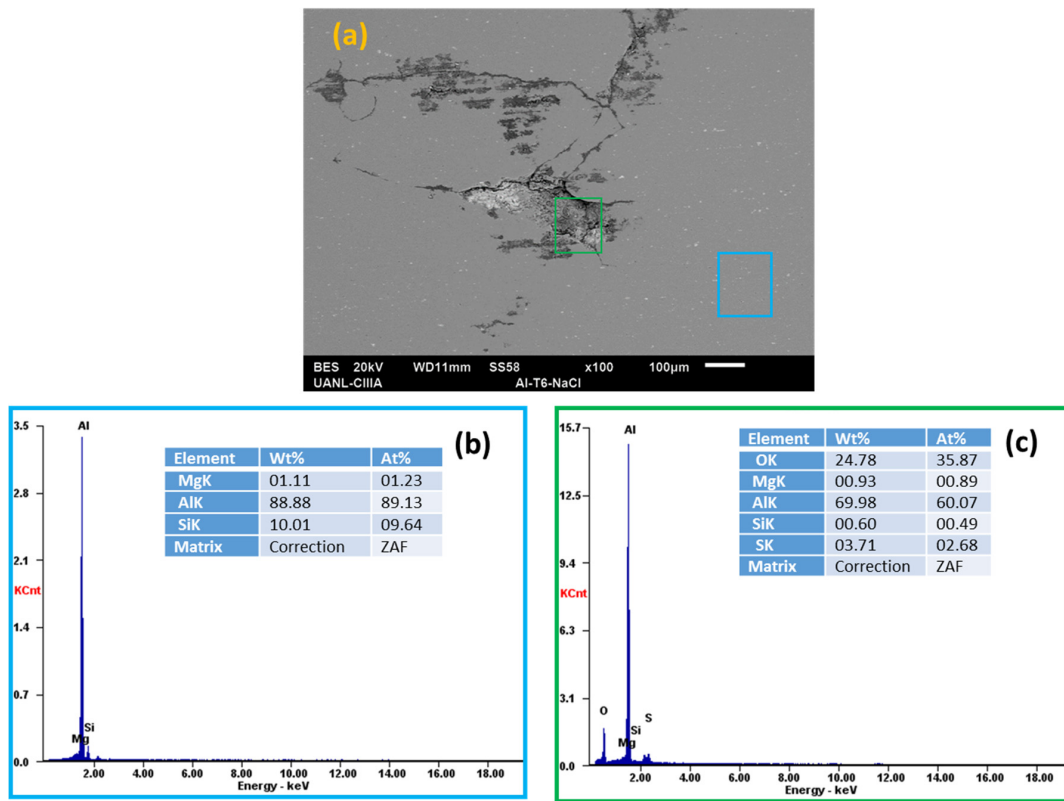 (a)
BES 20kV WD11mm SS58 x100 100µm
UANL-CIIIA Al-T6-NaCl
(b)
Al
3.5
2.8
2.1
KCnt
1.4
0.7
0.0
Mg
Si
2.00 4.00 6.00 8.00 10.00 12.00 14.00 16.00 18.00
Energy - keV
Element Wt% At%
MgK 01.11 01.23
AlK 88.88 89.13
SiK 10.01 09.64
Matrix Correction ZAF
(c)
Al
15.7
12.5
9.4
KCnt
6.3
3.1
0.0
O
Mg
Si
S
2.00 4.00 6.00 8.00 10.00 12.00 14.00 16.00 18.00
Energy - keV
Element Wt% At%
OK 24.78 35.87
MgK 00.93 00.89
AlK 69.98 60.07
SiK 00.60 00.49
SK 03.71 02.68
Matrix Correction ZAF